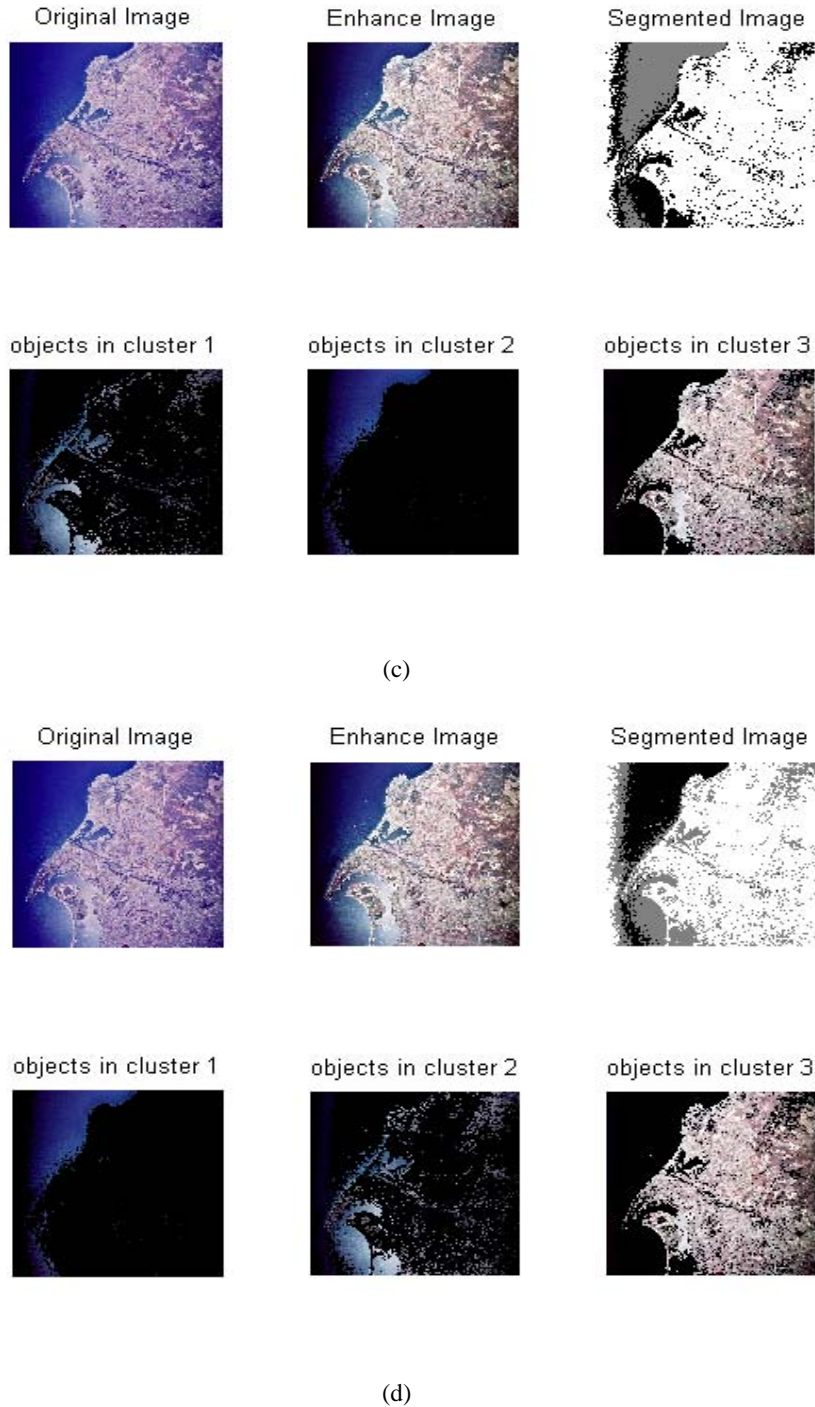 Original Image
Enhance Image
Segmented Image
objects in cluster 1
objects in cluster 2
objects in cluster 3
(c)
Original Image
Enhance Image
Segmented Image
objects in cluster 1
objects in cluster 2
objects in cluster 3
(d)